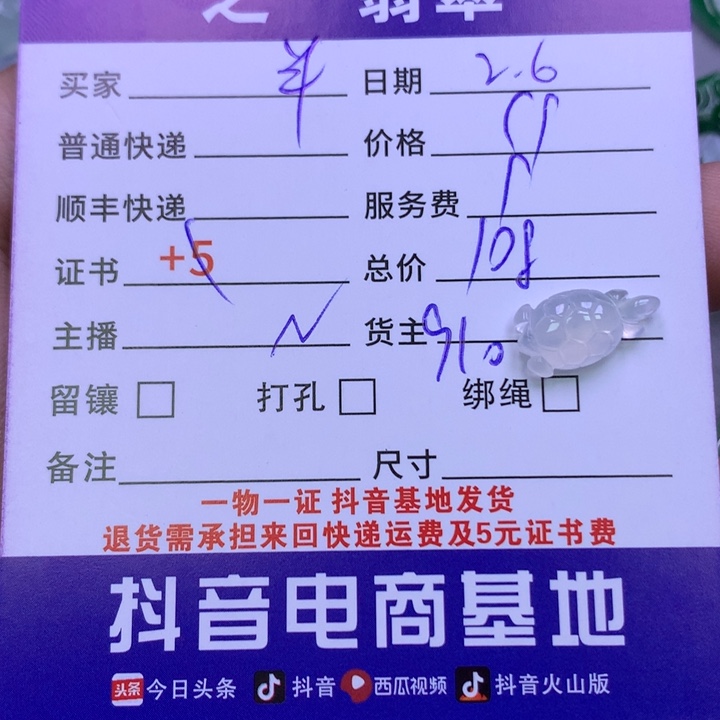 翡翠
买家 羊 日期 2.6
普通快递 价格
顺丰快递 服务费
证书 +5 总价 108
主播 N 货主 910
留镶 打孔 绑绳
备注 尺寸
一物一证 抖音基地发货
退货需承担来回快递运费及5元证书费
抖音电商基地
头条 今日头条 抖音 西瓜视频 抖音火山版